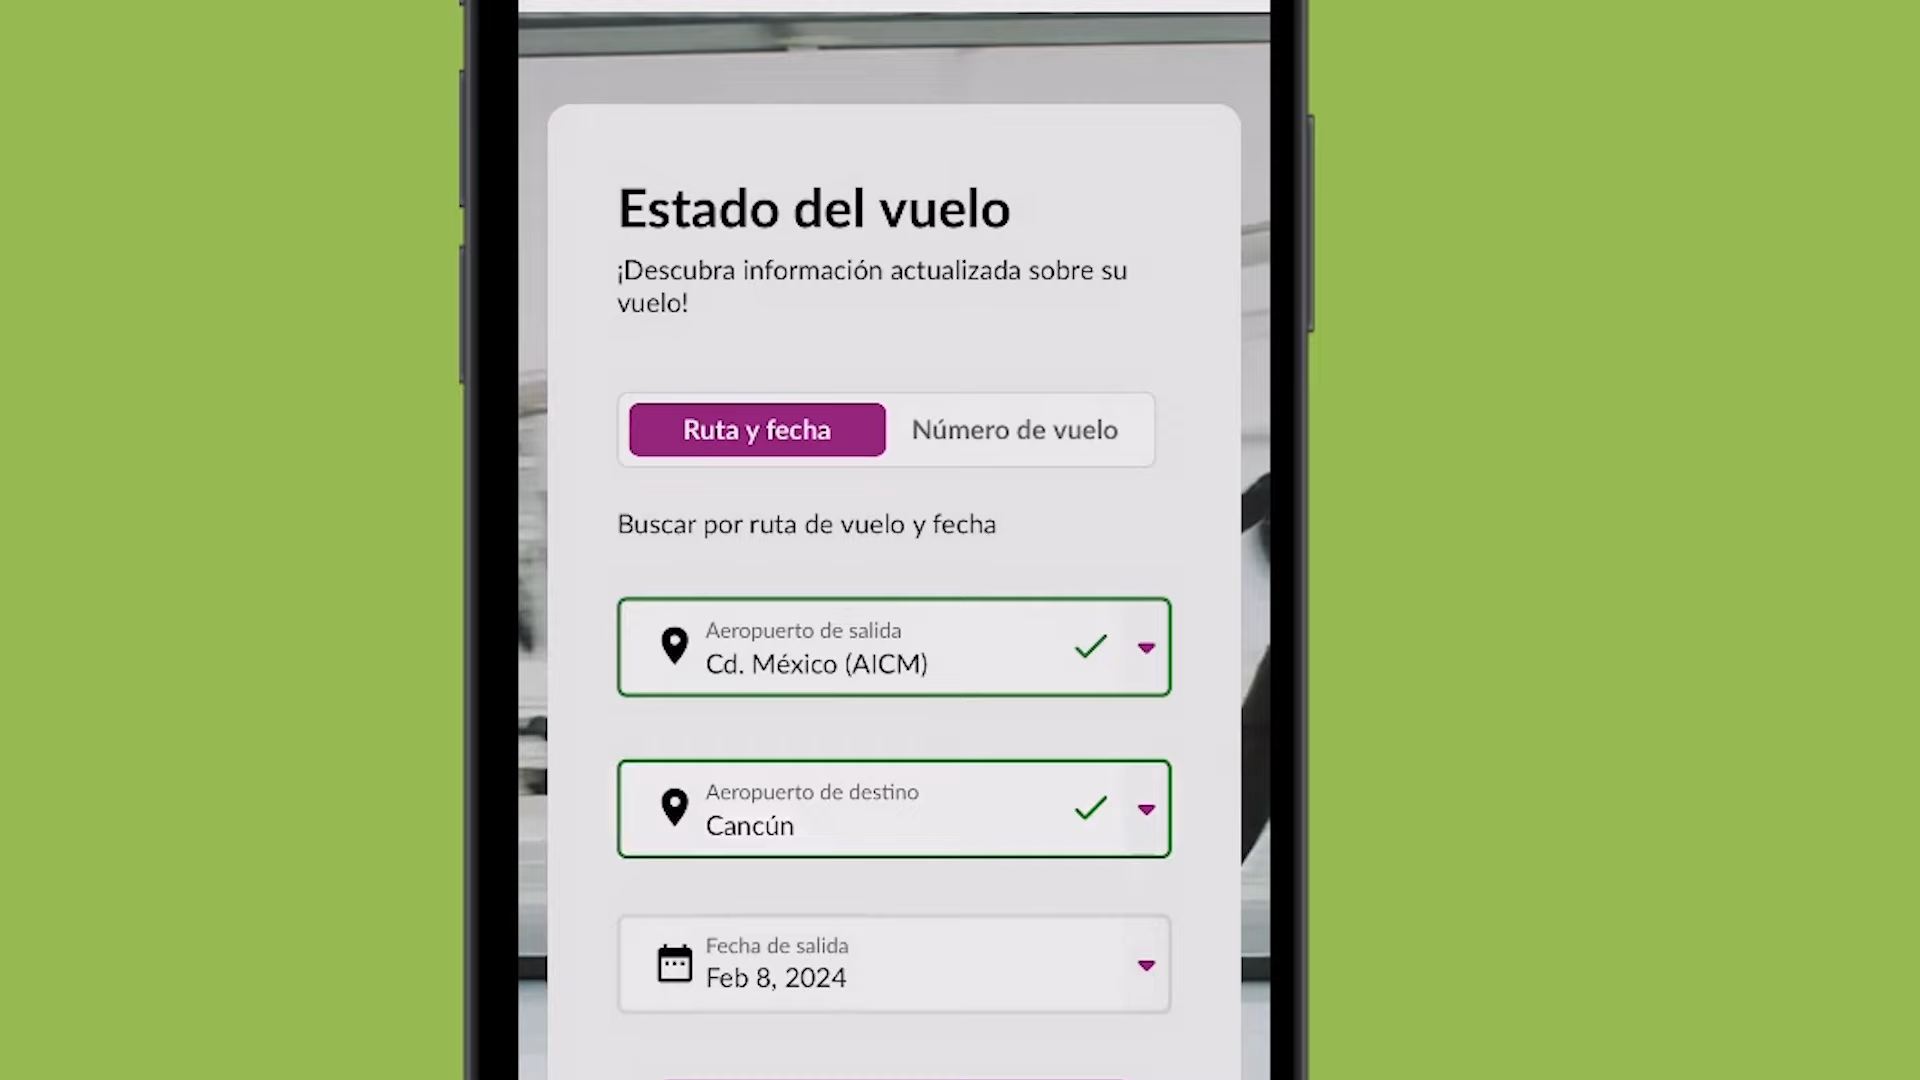 Estado del vuelo
¡Descubra información actualizada sobre su
vuelo!
Ruta y fecha
Número de vuelo
Buscar por ruta de vuelo y fecha
Aeropuerto de salida
Cd. México (AICM)
Aeropuerto de destino
Cancún
Fecha de salida
Feb 8, 2024